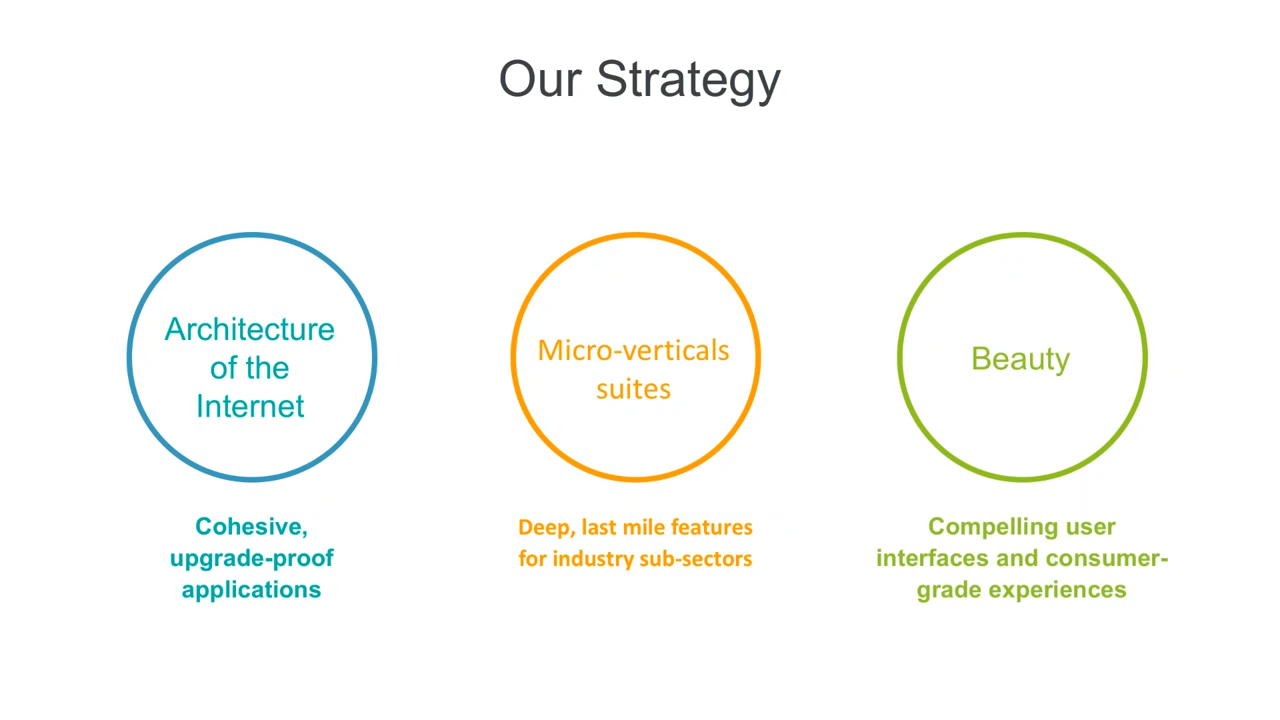 Our Strategy
Architecture
of the
Internet
Cohesive,
upgrade-proof
applications
Micro-verticals
suites
Deep, last mile features
for industry sub-sectors
Beauty
Compelling user
interfaces and consumer-
grade experiences